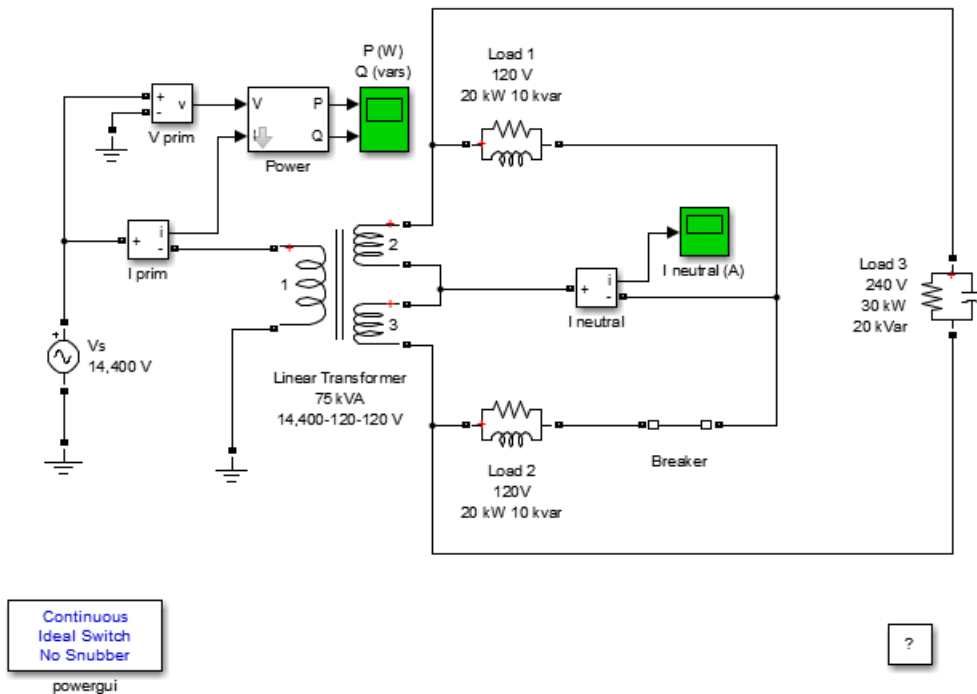 P (W)
Q (vars)
Load 1
120 V
20 kW 10 kvar
+
-
v
V prim
V
I
P
Q
Power
+
i
-
I prim
1
2
3
+
i
-
I neutral
I neutral (A)
Load 3
240 V
30 kW
20 kVar
+
Vs
14,400 V
Linear Transformer
75 kVA
14,400-120-120 V
Breaker
Load 2
120V
20 kW 10 kvar
Continuous
Ideal Switch
No Snubber
powergui
?